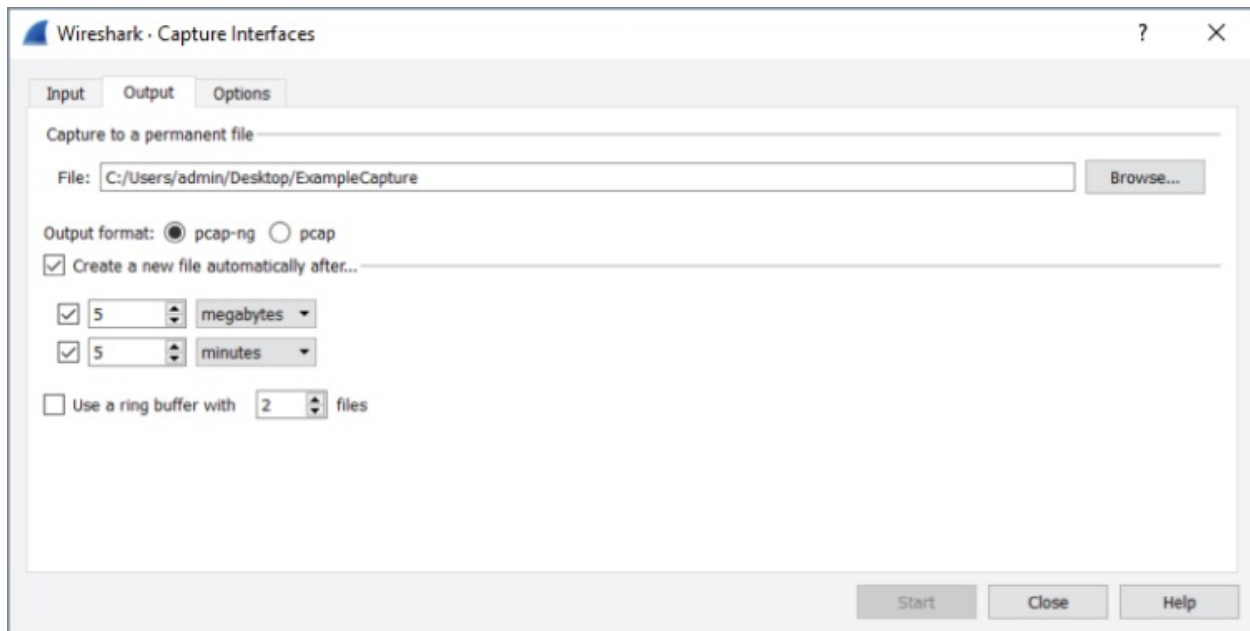 Wireshark · Capture Interfaces
?
Input Output Options
Capture to a permanent file
File: C:/Users/admin/Desktop/ExampleCapture Browse...
Output format: pcap-ng pcap
Create a new file automatically after...
5 megabytes
5 minutes
Use a ring buffer with 2 files
Start Close Help